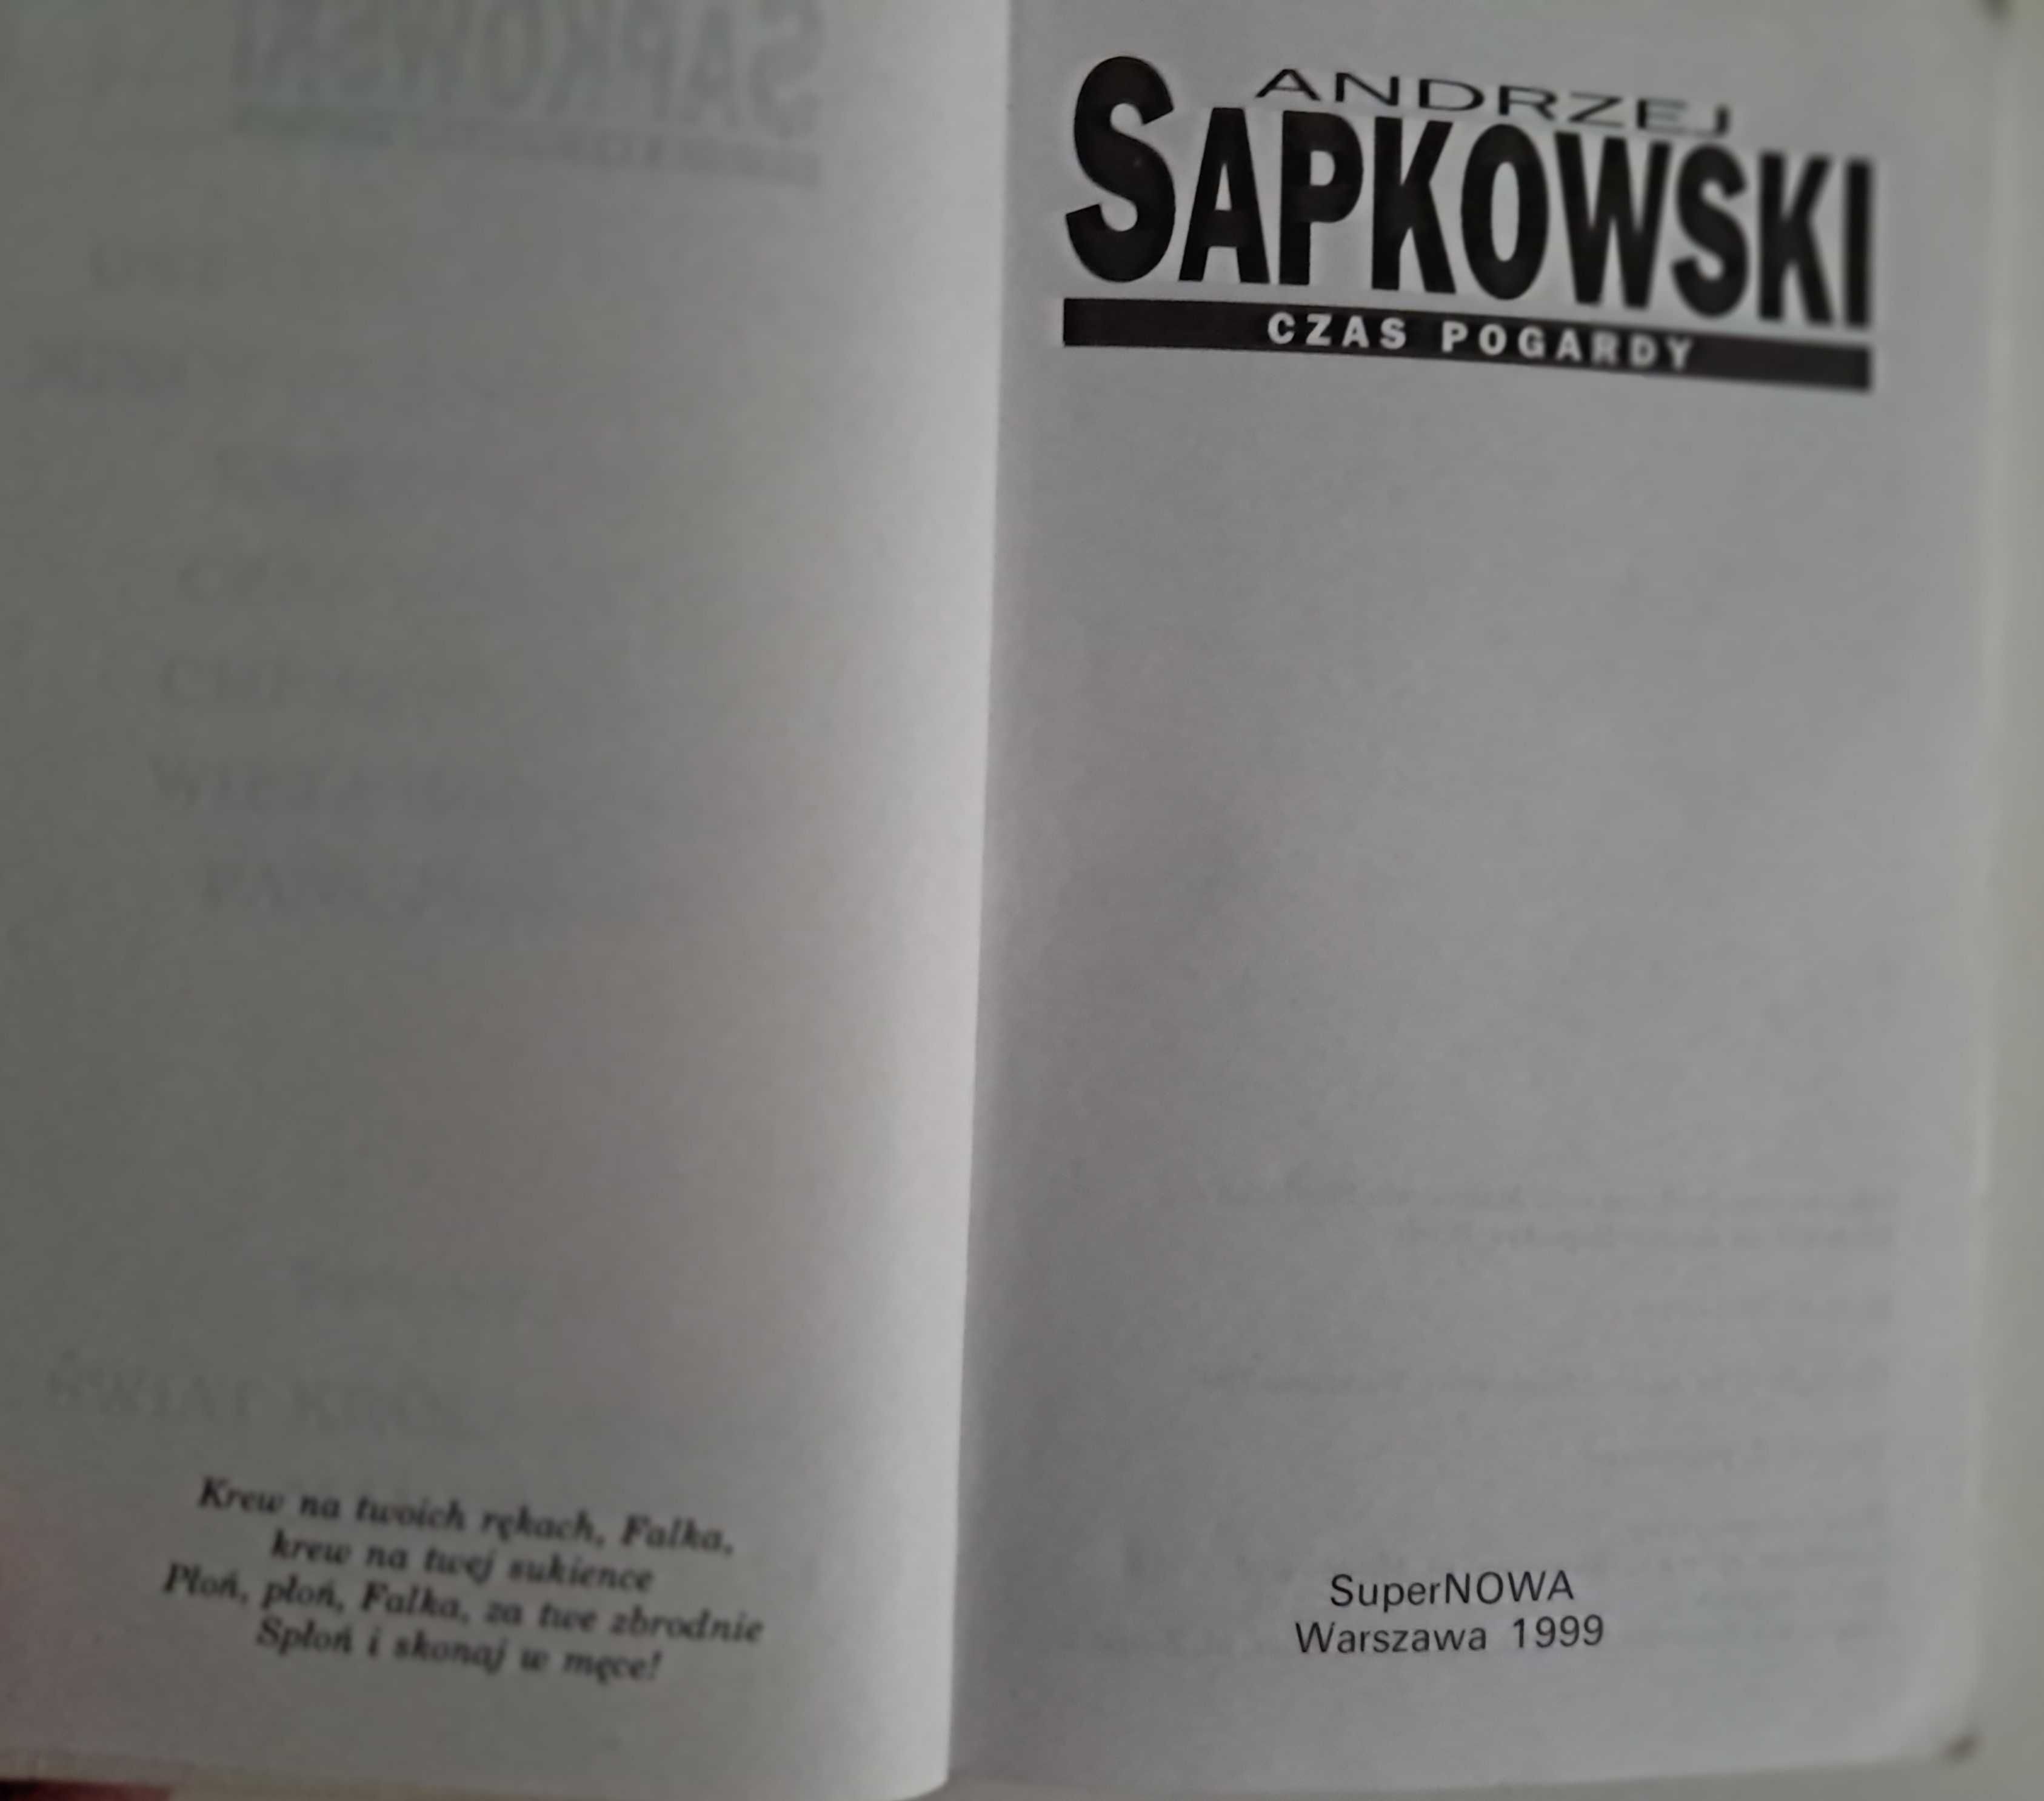 Krew na twoich rękach, Falka,
krew na twej sukience
Płoń, płoń, Falka, za twe zbrodnie
Spłoń i skonaj w męce!
ANDRZEJ
SAPKOWSKI
CZAS POGARDY
SuperNOWA
Warszawa 1999